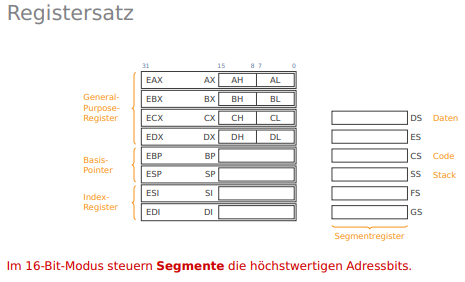 Registersatz
31 15 8 7 0
General-
Purpose-
Register
EAX AX AH AL
EBX BX BH BL
ECX CX CH CL
EDX DX DH DL
Basis-
Pointer
EBP BP
ESP SP
Index-
Register
ESI SI
EDI DI
DS Daten
ES
CS Code
SS Stack
FS
GS
Segmentregister
Im 16-Bit-Modus steuern Segmente die höchstwertigen Adressbits.